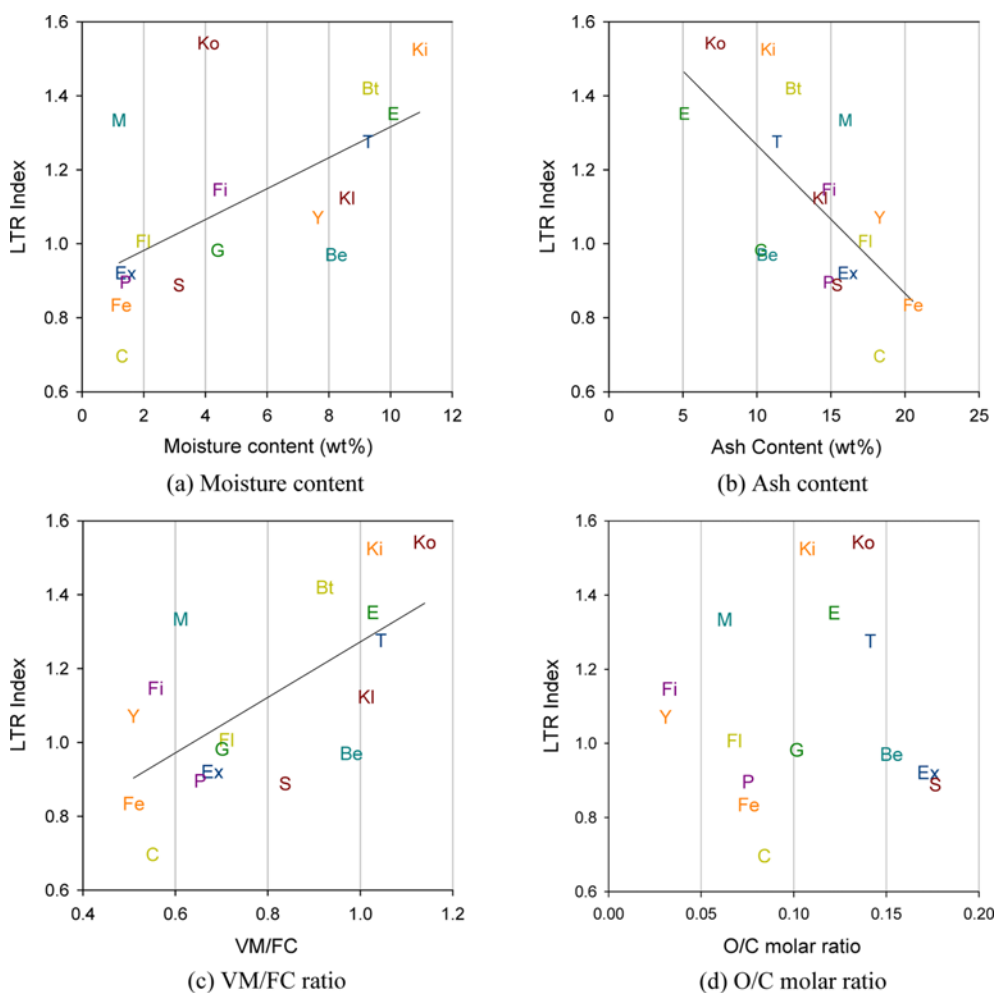 1.6
1.4
1.2
1.0
0.8
0.6
LTR Index
Ko
Ki
Bt
M
E
T
Fi
Kl
Y
Fl
G
Be
Ex
P
S
Fe
C
0 2 4 6 8 10 12
Moisture content (wt%)
(a) Moisture content
1.6
1.4
1.2
1.0
0.8
0.6
LTR Index
Ko
Ki
Bt
E
M
T
Fi
Kl
Y
Fl
G
Be
Ex
P
S
Fe
C
0 5 10 15 20 25
Ash Content (wt%)
(b) Ash content
1.6
1.4
1.2
1.0
0.8
0.6
LTR Index
Ko
Ki
Bt
M
E
T
Fi
Kl
Y
Fl
G
Be
Ex
P
S
Fe
C
0.4 0.6 0.8 1.0 1.2
VM/FC
(c) VM/FC ratio
1.6
1.4
1.2
1.0
0.8
0.6
LTR Index
Ko
Ki
E
M
T
Fi
Y
Fl
G
Be
Ex
P
S
Fe
C
0.00 0.05 0.10 0.15 0.20
O/C molar ratio
(d) O/C molar ratio